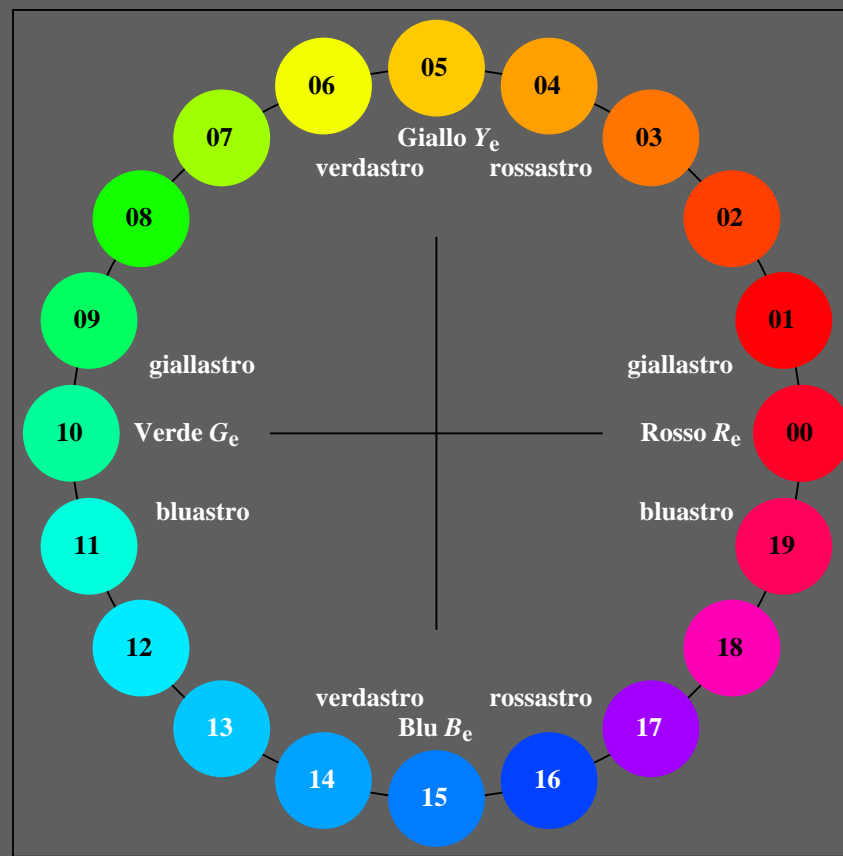 05
06
04
Giallo Yₑ
07
03
verdastro
rossastro
08
02
09
01
giallastro
giallastro
10
Verde Gₑ
Rosso Rₑ
00
bluastro
bluastro
11
19
12
18
verdastro
rossastro
13
Blu Bₑ
17
14
16
15